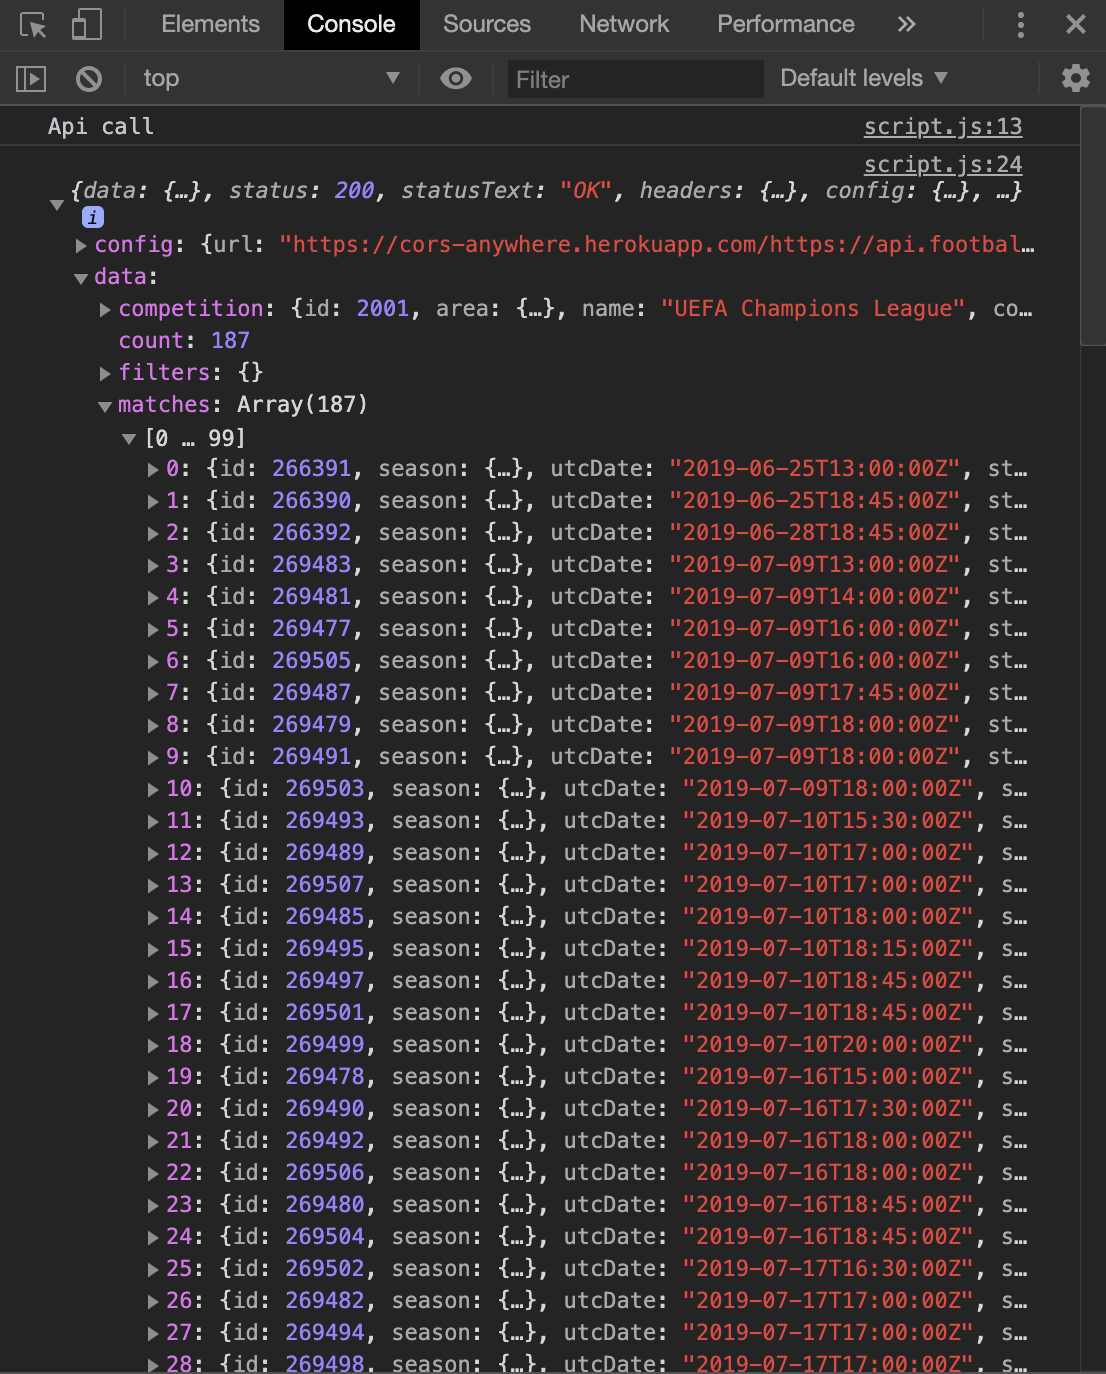 Elements Console Sources Network Performance »
top Filter Default levels
Api call script.js:13
script.js:24
{data: {…}, status: 200, statusText: "OK", headers: {…}, config: {…}, …}
i
config: {url: "https://cors-anywhere.herokuapp.com/https://api.footbal…
data:
competition: {id: 2001, area: {…}, name: "UEFA Champions League", co…
count: 187
filters: {}
matches: Array(187)
[0 … 99]
0: {id: 266391, season: {…}, utcDate: "2019-06-25T13:00:00Z", st…
1: {id: 266390, season: {…}, utcDate: "2019-06-25T18:45:00Z", st…
2: {id: 266392, season: {…}, utcDate: "2019-06-28T18:45:00Z", st…
3: {id: 269483, season: {…}, utcDate: "2019-07-09T13:00:00Z", st…
4: {id: 269481, season: {…}, utcDate: "2019-07-09T14:00:00Z", st…
5: {id: 269477, season: {…}, utcDate: "2019-07-09T16:00:00Z", st…
6: {id: 269505, season: {…}, utcDate: "2019-07-09T16:00:00Z", st…
7: {id: 269487, season: {…}, utcDate: "2019-07-09T17:45:00Z", st…
8: {id: 269479, season: {…}, utcDate: "2019-07-09T18:00:00Z", st…
9: {id: 269491, season: {…}, utcDate: "2019-07-09T18:00:00Z", st…
10: {id: 269503, season: {…}, utcDate: "2019-07-09T18:00:00Z", s…
11: {id: 269493, season: {…}, utcDate: "2019-07-10T15:30:00Z", s…
12: {id: 269489, season: {…}, utcDate: "2019-07-10T17:00:00Z", s…
13: {id: 269507, season: {…}, utcDate: "2019-07-10T17:00:00Z", s…
14: {id: 269485, season: {…}, utcDate: "2019-07-10T18:00:00Z", s…
15: {id: 269495, season: {…}, utcDate: "2019-07-10T18:15:00Z", s…
16: {id: 269497, season: {…}, utcDate: "2019-07-10T18:45:00Z", s…
17: {id: 269501, season: {…}, utcDate: "2019-07-10T18:45:00Z", s…
18: {id: 269499, season: {…}, utcDate: "2019-07-10T20:00:00Z", s…
19: {id: 269478, season: {…}, utcDate: "2019-07-16T15:00:00Z", s…
20: {id: 269490, season: {…}, utcDate: "2019-07-16T17:30:00Z", s…
21: {id: 269492, season: {…}, utcDate: "2019-07-16T18:00:00Z", s…
22: {id: 269506, season: {…}, utcDate: "2019-07-16T18:00:00Z", s…
23: {id: 269480, season: {…}, utcDate: "2019-07-16T18:45:00Z", s…
24: {id: 269504, season: {…}, utcDate: "2019-07-16T18:45:00Z", s…
25: {id: 269502, season: {…}, utcDate: "2019-07-17T16:30:00Z", s…
26: {id: 269482, season: {…}, utcDate: "2019-07-17T17:00:00Z", s…
27: {id: 269494, season: {…}, utcDate: "2019-07-17T17:00:00Z", s…
28: {id: 269498, season: {…}, utcDate: "2019-07-17T17:00:00Z", s…